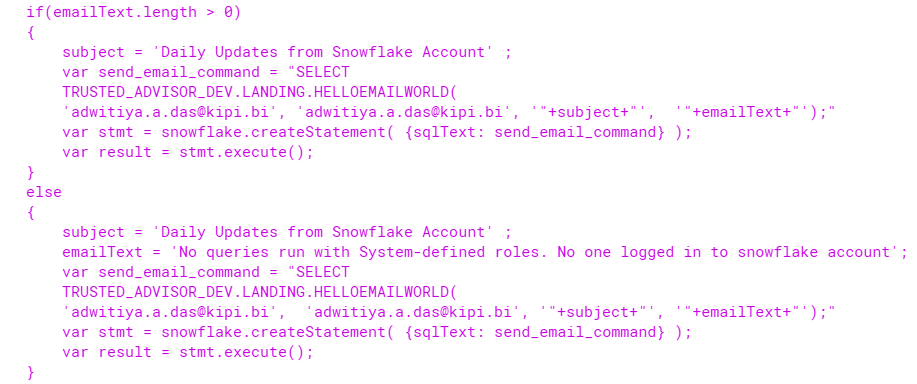 if(emailText.length > 0)
{
subject = 'Daily Updates from Snowflake Account' ;
var send_email_command = "SELECT
TRUSTED_ADVISOR_DEV.LANDING.HELLOEMAILWORLD(
'adwitiya.a.das@kipi.bi', 'adwitiya.a.das@kipi.bi', '"+subject+"',  '"+emailText+"');"
var stmt = snowflake.createStatement( {sqlText: send_email_command} );
var result = stmt.execute();
}
else
{
subject = 'Daily Updates from Snowflake Account' ;
emailText = 'No queries run with System-defined roles. No one logged in to snowflake account';
var send_email_command = "SELECT
TRUSTED_ADVISOR_DEV.LANDING.HELLOEMAILWORLD(
'adwitiya.a.das@kipi.bi',  'adwitiya.a.das@kipi.bi', '"+subject+"', '"+emailText+"');"
var stmt = snowflake.createStatement( {sqlText: send_email_command} );
var result = stmt.execute();
}